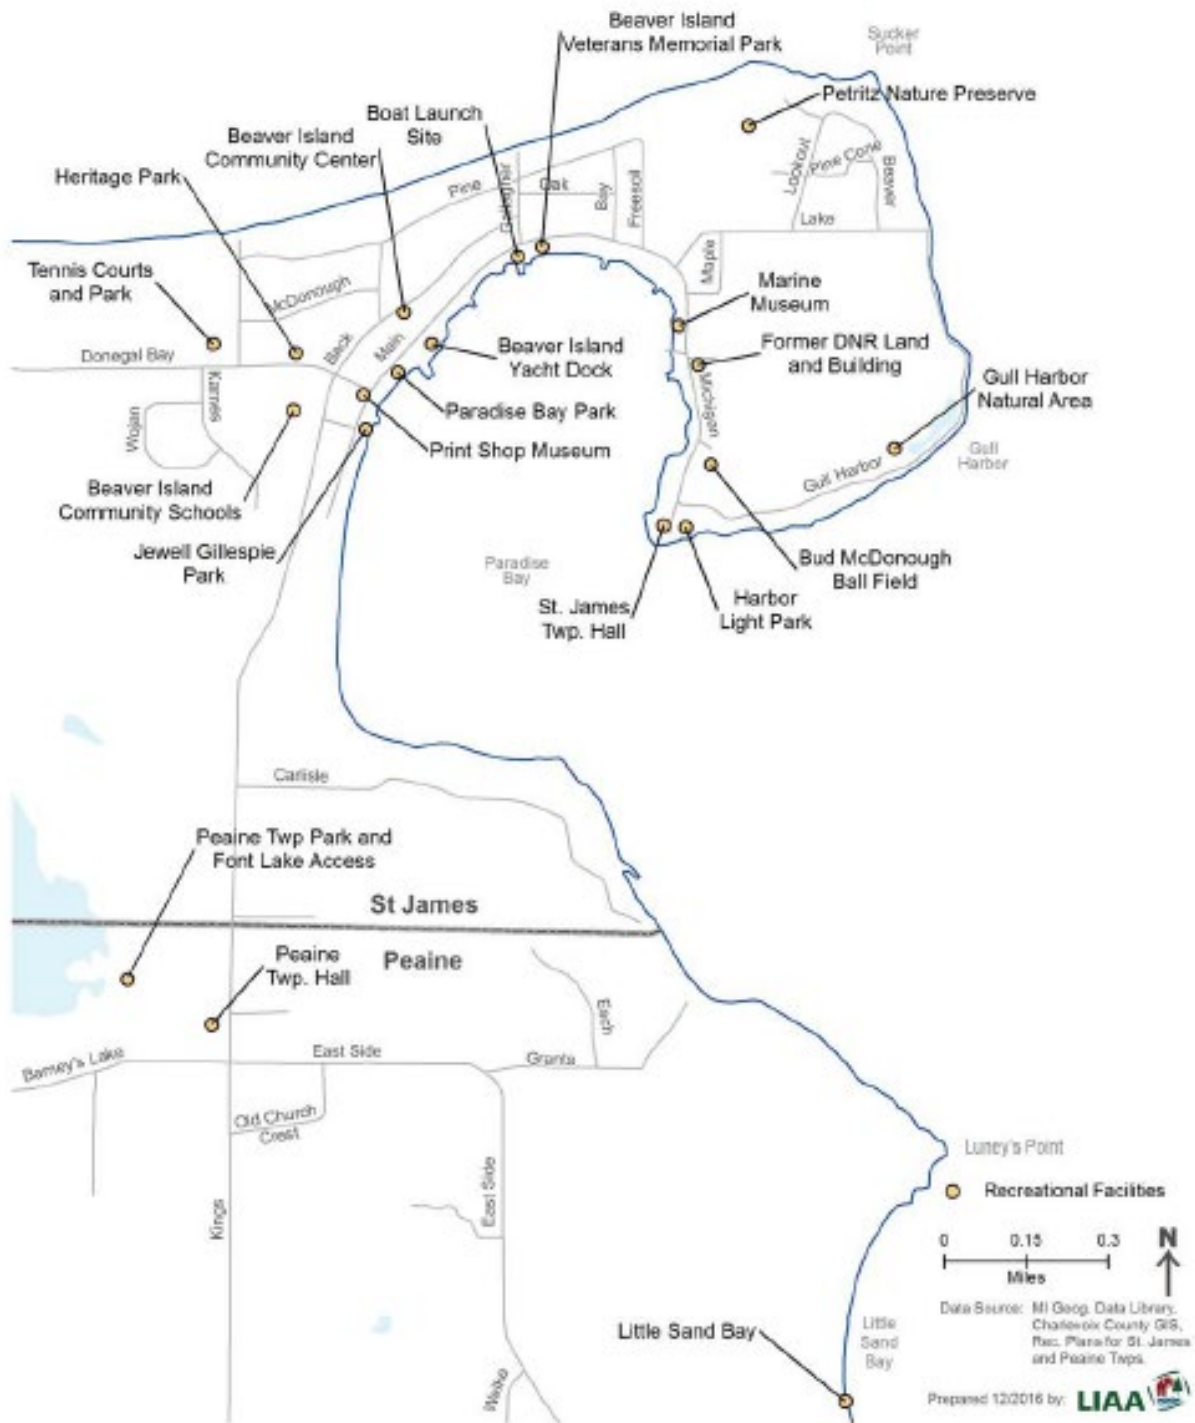 Beaver Island
Veterans Memorial Park
Sucker
Point
Petritz Nature Preserve
Boat Launch
Site
Beaver Island
Community Center
Heritage Park
Pine
Gallagher
Oak
Bay
Freesoil
Lookout
Pine Cone
Beaver
Lake
Maple
Tennis Courts
and Park
McDonough
Marine
Museum
Donegal Bay
Back
Main
Beaver Island
Yacht Dock
Former DNR Land
and Building
Gull Harbor
Natural Area
Karnes
Wojan
Paradise Bay Park
Michigan
Print Shop Museum
Gull Harbor
Gull
Harbor
Beaver Island
Community Schools
Jewell Gillespie
Park
Paradise
Bay
Bud McDonough
Ball Field
St. James
Twp. Hall
Harbor
Light Park
Carlisle
Peaine Twp Park and
Font Lake Access
St James
Peaine
Peaine
Twp. Hall
Each
Barney's Lake
East Side
Grants
Old Church
Crest
Luney's Point
Recreational Facilities
Kings
East Side
0 0.15 0.3
Miles
N
Data Source: MI Geog. Data Library,
Charlevoix County GIS,
Rec. Plans for St. James
and Peaine Twps.
Little Sand Bay
Little
Sand
Bay
Prepared 12/2016 by: LIAA